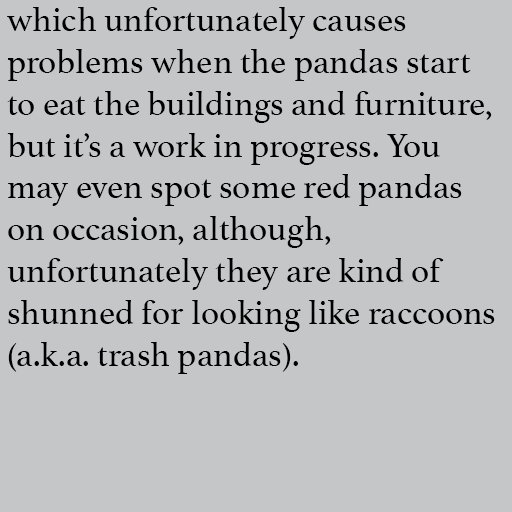 which unfortunately causes
problems when the pandas start
to eat the buildings and furniture,
but it’s a work in progress. You
may even spot some red pandas
on occasion, although,
unfortunately they are kind of
shunned for looking like raccoons
(a.k.a. trash pandas).